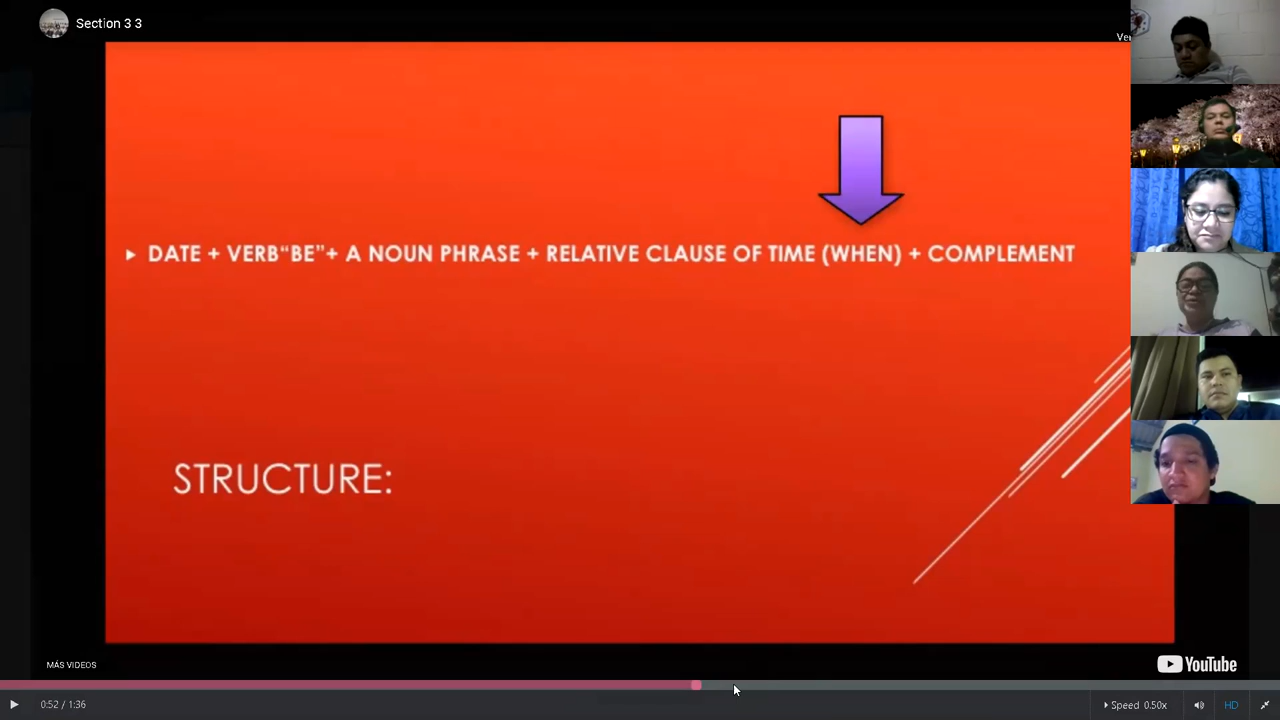 Section 3 3
DATE + VERB“BE”+ A NOUN PHRASE + RELATIVE CLAUSE OF TIME (WHEN) + COMPLEMENT
STRUCTURE:
MÁS VIDEOS
YouTube
0:52 / 1:36
Speed 0.50x
HD